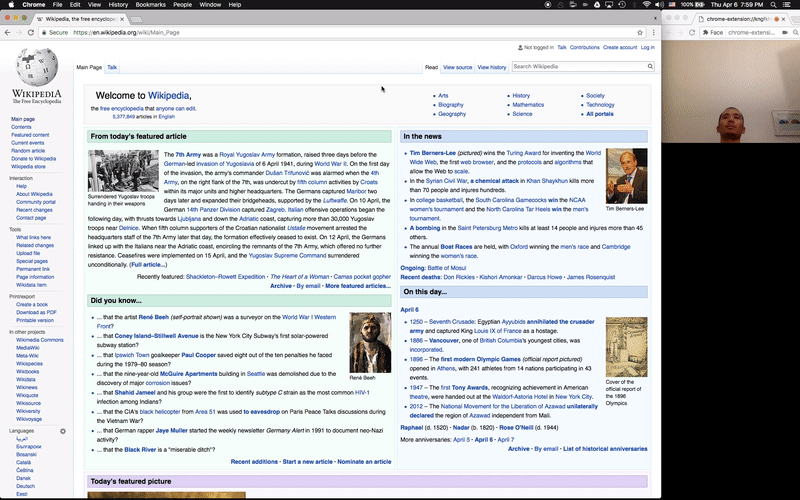 Chrome File Edit View History Bookmarks People Window Help
100% Thu Apr 6 7:59 PM
Wikipedia, the free encyclopedi
Secure https://en.wikipedia.org/wiki/Main_Page
chrome-extension://kngfk
Face chrome-extensi...
Not logged in Talk Contributions Create account Log in
Main Page Talk
Read View source View history Search Wikipedia
WIKIPEDIA
The Free Encyclopedia
Main page
Contents
Featured content
Current events
Random article
Donate to Wikipedia
Wikipedia store
Interaction
Help
About Wikipedia
Community portal
Recent changes
Contact page
Tools
What links here
Related changes
Upload file
Special pages
Permanent link
Page information
Wikidata item
Print/export
Create a book
Download as PDF
Printable version
In other projects
Wikimedia Commons
MediaWiki
Meta-Wiki
Wikispecies
Wikibooks
Wikidata
Wikinews
Wikiquote
Wikisource
Wikiversity
Wikivoyage
Languages
العربية
Български
Bosanski
Català
Čeština
Dansk
Deutsch
Eesti
Welcome to Wikipedia,
the free encyclopedia that anyone can edit.
5,377,849 articles in English
Arts
Biography
Geography
History
Mathematics
Science
Society
Technology
All portals
From today's featured article
Surrendered Yugoslav troops
handing in their weapons
The 7th Army was a Royal Yugoslav Army formation, raised three days before the
German-led invasion of Yugoslavia of 6 April 1941, during World War II. On the first day
of the invasion, the army's commander Dušan Trifunović was alarmed when the 4th
Army, on the right flank of the 7th, was undercut by fifth column activities by Croats
within its major units and higher headquarters. The Germans captured Maribor two
days later and expanded their bridgeheads, supported by the Luftwaffe. On 10 April, the
German 14th Panzer Division captured Zagreb. Italian offensive operations began the
following day, with thrusts towards Ljubljana and down the Adriatic coast, capturing more than 30,000 Yugoslav
troops near Delnice. When fifth column supporters of the Croatian nationalist Ustaše movement arrested the
headquarters staff of the 7th Army later that day, the formation effectively ceased to exist. On 12 April, the Germans
linked up with the Italians near the Adriatic coast, encircling the remnants of the 7th Army, which offered no further
resistance. Ceasefires were implemented on 15 April, and the Yugoslav Supreme Command surrendered
unconditionally. (Full article...)
Recently featured: Shackleton–Rowett Expedition · The Heart of a Woman · Camas pocket gopher
Archive · By email · More featured articles...
Did you know...
... that the artist René Beeh (self-portrait shown) was a surveyor on the World War I Western
Front?
... that Coney Island–Stillwell Avenue is the New York City Subway's first solar-powered
subway station?
... that Ipswich Town goalkeeper Paul Cooper saved eight out of the ten penalties he faced
during the 1979–80 season?
... that the nine-year-old McGuire Apartments building in Seattle was demolished due to the
discovery of major corrosion issues?
... that Shahid Jameel and his group were the first to identify subtype C strain as the most common HIV-1
infection among Indians?
... that the CIA's black helicopter from Area 51 was used to eavesdrop on Paris Peace Talks discussions during
the Vietnam War?
... that German rapper Jaye Muller started the weekly newsletter Germany Alert in 1991 to document neo-Nazi
activity?
... that the Black River is a "miserable ditch"?
René Beeh
Recent additions · Start a new article · Nominate an article
In the news
Tim Berners-Lee (pictured) wins the Turing Award for inventing the World
Wide Web, the first web browser, and the protocols and algorithms that
allow the Web to scale.
In the Syrian Civil War, a chemical attack in Khan Shaykhun kills more
than 70 people and injures hundreds.
In college basketball, the South Carolina Gamecocks win the NCAA
women's tournament and the North Carolina Tar Heels win the men's
tournament.
A bombing in the Saint Petersburg Metro kills at least 14 people and injures more than 45
others.
The annual Boat Races are held, with Oxford winning the men's race and Cambridge
winning the women's race.
Tim Berners-Lee
Ongoing: Battle of Mosul
Recent deaths: Don Rickles · Kishori Amonkar · Darcus Howe · James Rosenquist
On this day...
April 6
1250 – Seventh Crusade: Egyptian Ayyubids annihilated the crusader
army and captured King Louis IX of France as a hostage.
1886 – Vancouver, one of British Columbia's youngest cities, was
incorporated.
1896 – The first modern Olympic Games (official report pictured)
opened in Athens, with 241 athletes from 14 nations participating in 43
events.
1947 – The first Tony Awards, recognizing achievement in American
theatre, were handed out at the Waldorf-Astoria Hotel in New York City.
2012 – The National Movement for the Liberation of Azawad unilaterally
declared the region of Azawad independent from Mali.
Cover of the
official report
of the 1896
Olympics
Raphael (d. 1520) · Nadar (b. 1820) · Rose O'Neill (d. 1944)
More anniversaries: April 5 · April 6 · April 7
Archive · By email · List of historical anniversaries
Today's featured picture